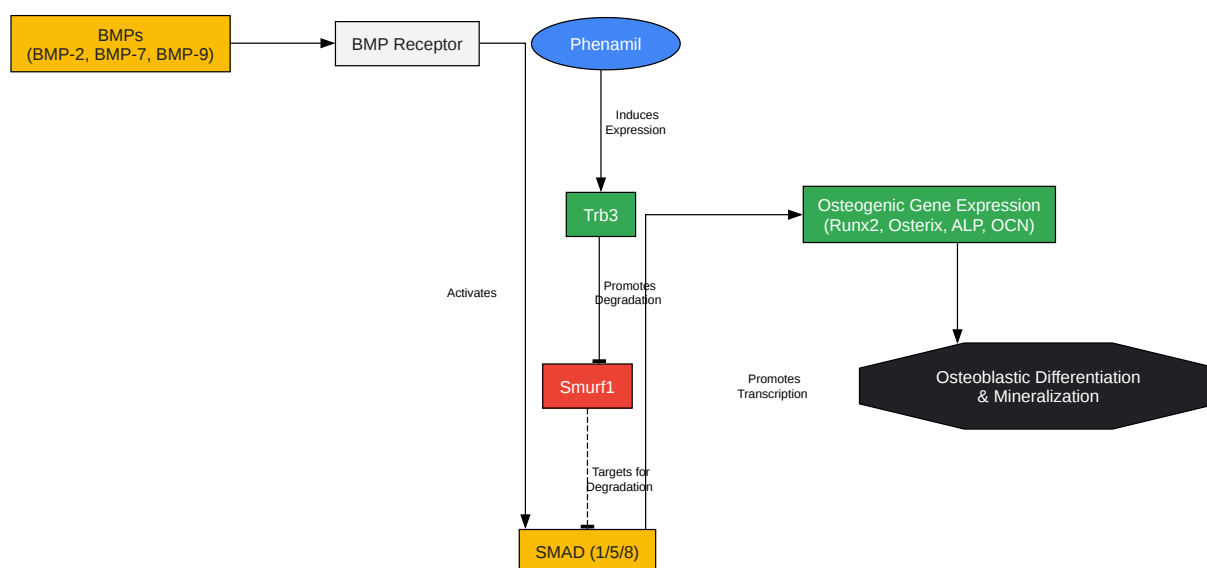 BMPs
(BMP-2, BMP-7, BMP-9)
BMP Receptor
Phenamil
Induces
Expression
Trb3
Osteogenic Gene Expression
(Runx2, Osterix, ALP, OCN)
Activates
Promotes
Degradation
Smurf1
Promotes
Transcription
Osteoblastic Differentiation
& Mineralization
Targets for
Degradation
SMAD (1/5/8)